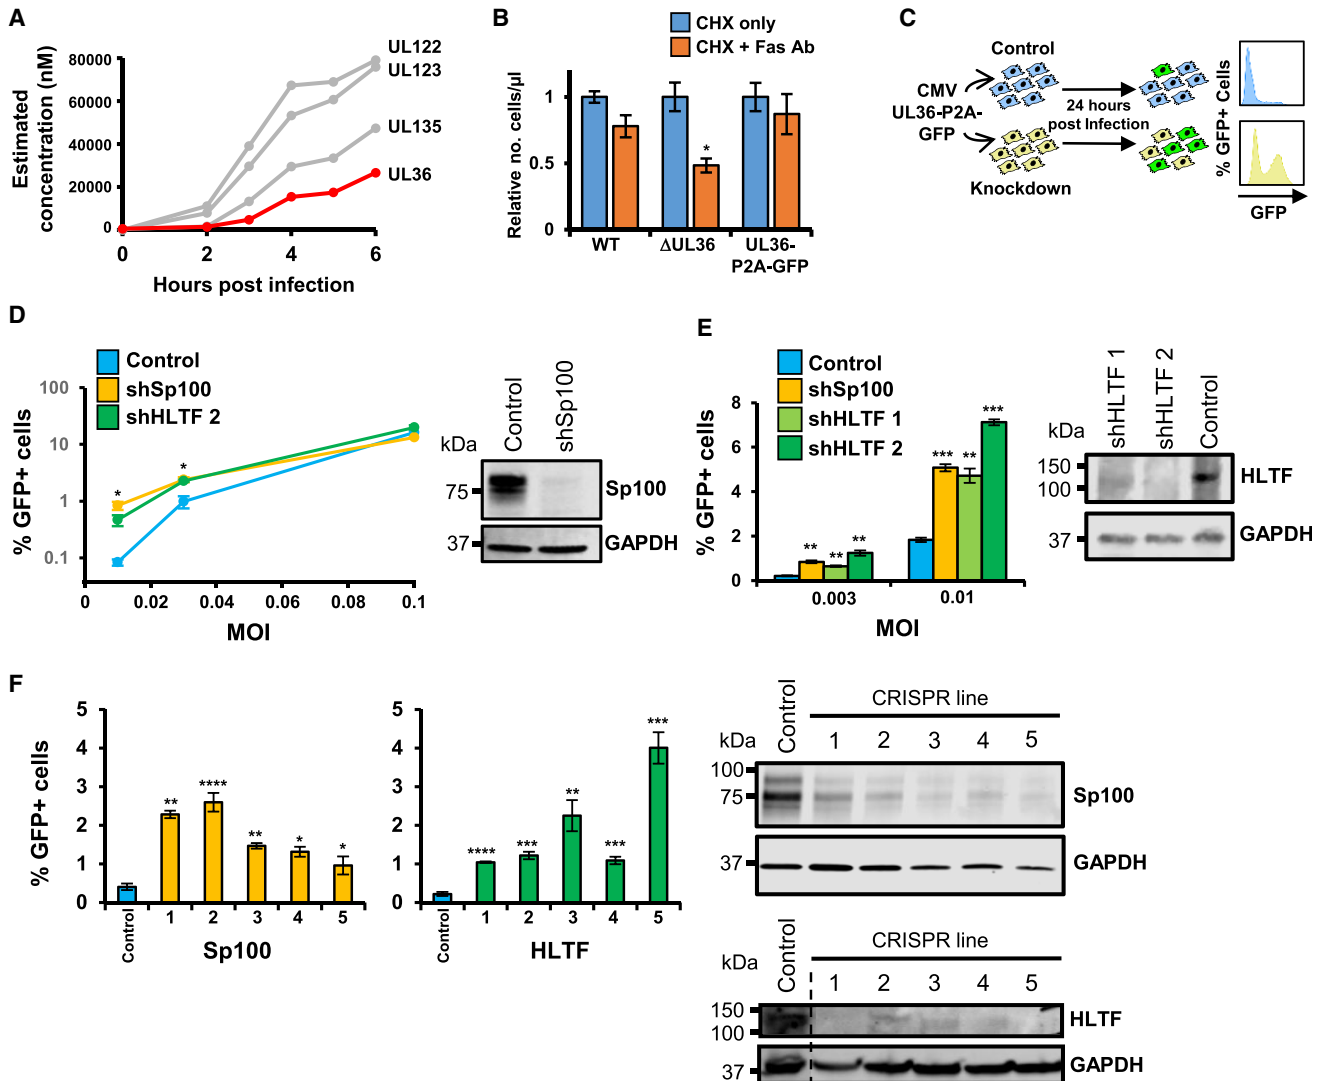 A
Estimated
concentration (nM)
80000
60000
40000
20000
0
0
2
4
6
Hours post infection
UL122
UL123
UL135
UL36
B
CHX only
CHX + Fas Ab
Relative no. cells/µl
1
0.5
0
*
WT
ΔUL36
UL36-
P2A-GFP
C
Control
CMV
UL36-P2A-
GFP
24 hours
post Infection
Knockdown
% GFP+ Cells
GFP
D
Control
shSp100
shHLTF 2
% GFP+ cells
100
10
1
0.1
*
*
0
0.02
0.04
0.06
0.08
0.1
MOI
Control
shSp100
kDa
75
Sp100
37
GAPDH
E
Control
shSp100
shHLTF 1
shHLTF 2
% GFP+ cells
8
6
4
2
0
** ** **
*** ** ***
0.003
0.01
MOI
shHLTF 1
shHLTF 2
Control
kDa
150
100
HLTF
37
GAPDH
F
% GFP+ cells
5
4
3
2
1
0
** **** ** * *
Control
1 2 3 4 5
Sp100
5
4
3
2
1
0
**** *** ** *** ***
Control
1 2 3 4 5
HLTF
Control
CRISPR line
kDa
1 2 3 4 5
100
75
Sp100
37
GAPDH
Control
CRISPR line
kDa
1 2 3 4 5
150
100
HLTF
37
GAPDH